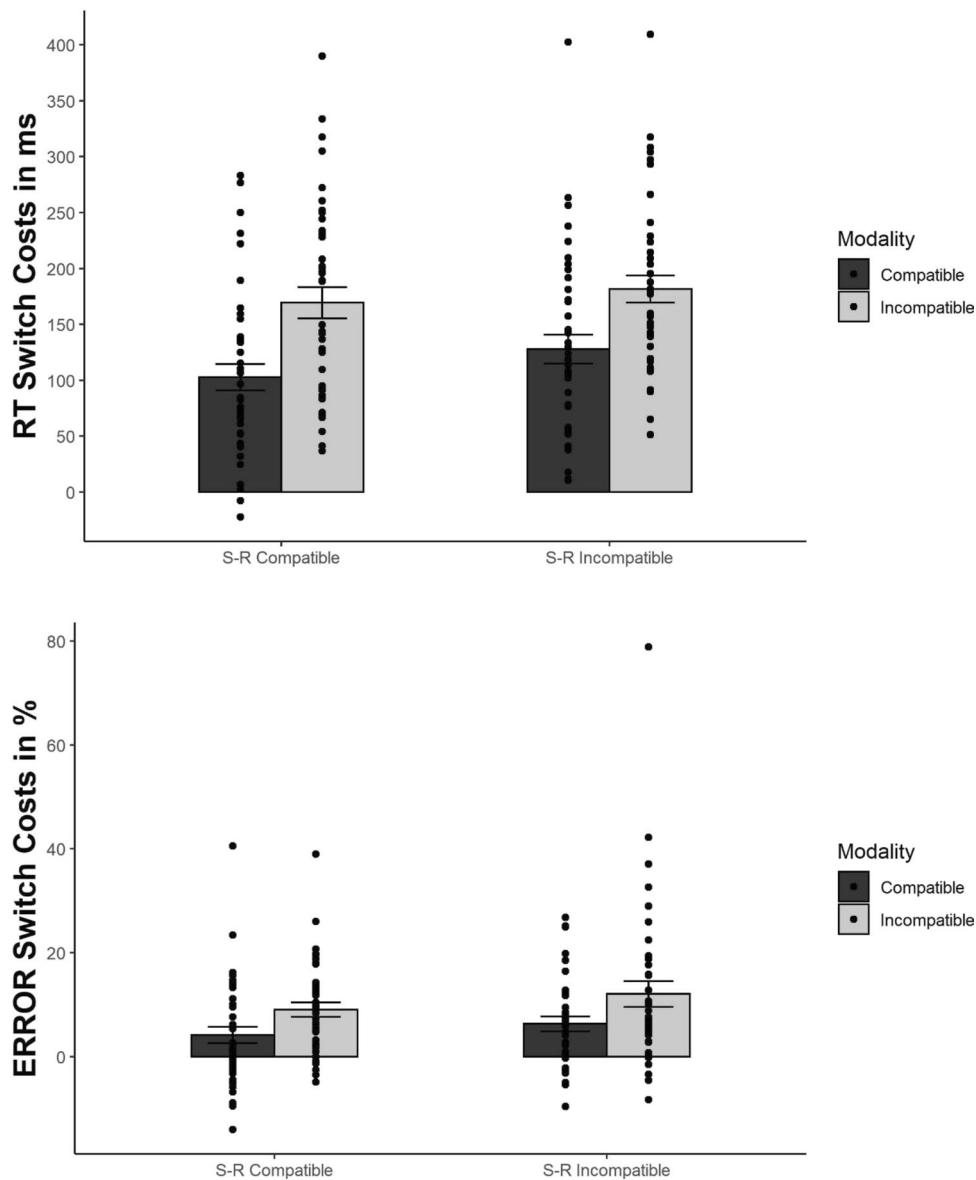 RT Switch Costs in ms
400
350
300
250
200
150
100
50
0
S-R Compatible
S-R Incompatible
Modality
Compatible
Incompatible
ERROR Switch Costs in %
80
60
40
20
0
S-R Compatible
S-R Incompatible
Modality
Compatible
Incompatible